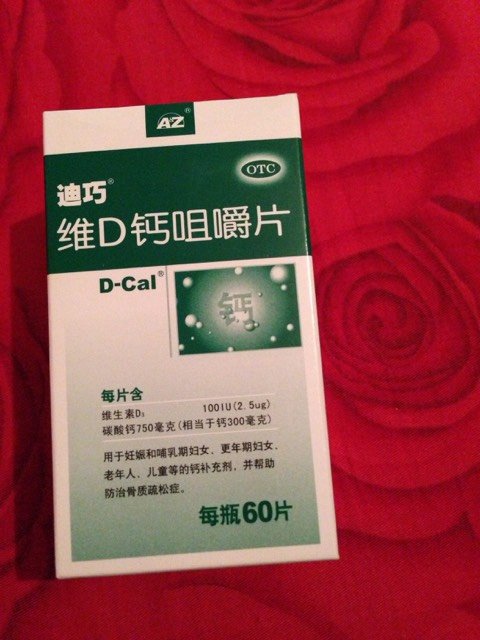 AZ®
OTC
迪巧®
维D钙咀嚼片
D-Cal®
钙
每片含
维生素D₃ 100IU(2.5ug)
碳酸钙750毫克(相当于钙300毫克)
用于妊娠和哺乳期妇女、更年期妇女、
老年人、儿童等的钙补充剂，并帮助
防治骨质疏松症。
每瓶60片